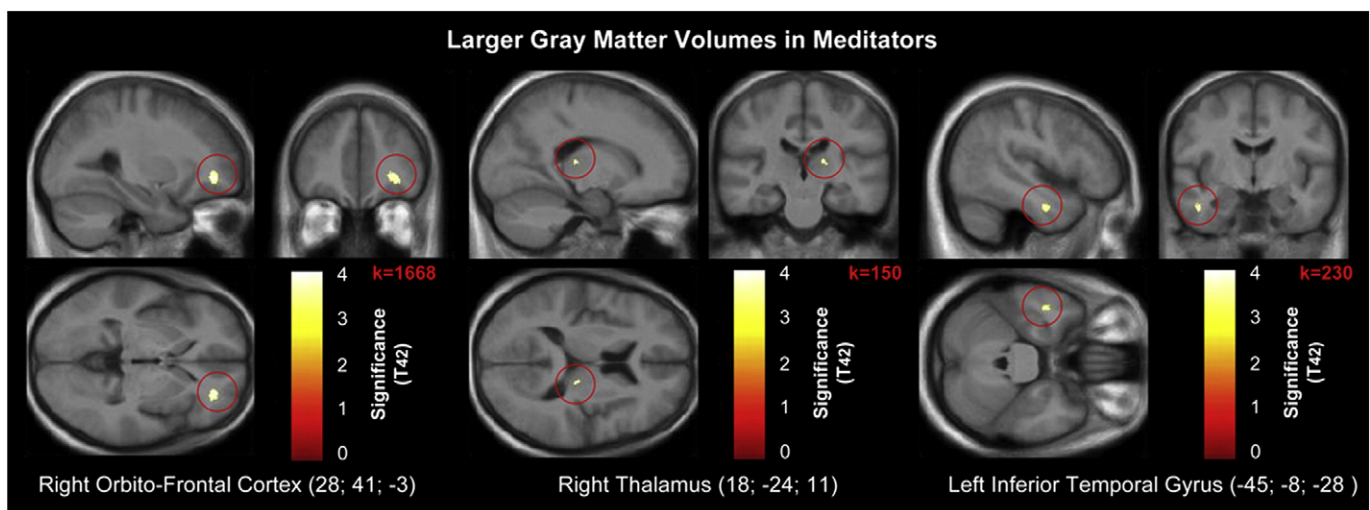 Larger Gray Matter Volumes in Meditators
4
3
2
1
0
Significance
(T42)
k=1668
Right Orbito-Frontal Cortex (28; 41; -3)
4
3
2
1
0
Significance
(T42)
k=150
Right Thalamus (18; -24; 11)
4
3
2
1
0
Significance
(T42)
k=230
Left Inferior Temporal Gyrus (-45; -8; -28 )